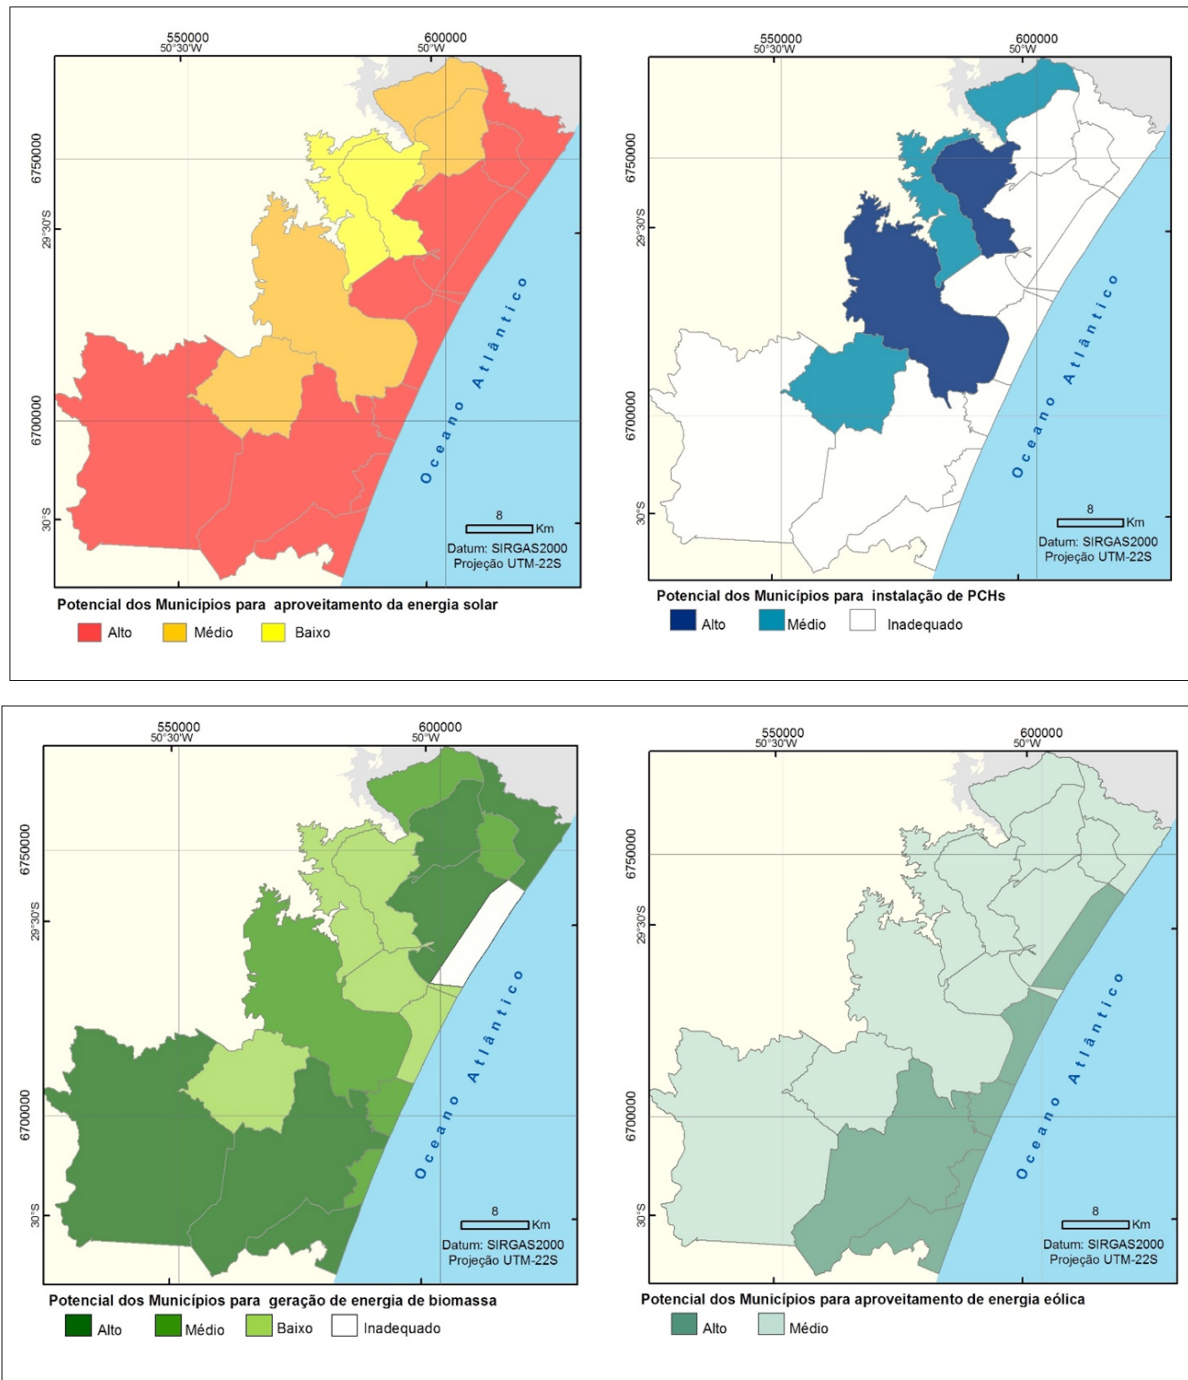 550000
600000
50°30'W
50°W
550000
600000
50°30'W
50°W
6750000
29°30'S
6700000
30°S
Oceano Atlântico
8
Km
Datum: SIRGAS2000
Projeção UTM-22S
6750000
29°30'S
6700000
30°S
Oceano Atlântico
8
Km
Datum: SIRGAS2000
Projeção UTM-22S
Potencial dos Municípios para aproveitamento da energia solar
Alto Médio Baixo
Potencial dos Municípios para instalação de PCHs
Alto Médio Inadequado
550000
600000
50°30'W
50°W
550000
600000
50°30'W
50°W
6750000
29°30'S
6700000
30°S
Oceano Atlântico
8
Km
Datum: SIRGAS2000
Projeção UTM-22S
6750000
29°30'S
6700000
30°S
Oceano Atlântico
8
Km
Datum: SIRGAS2000
Projeção UTM-22S
Potencial dos Municípios para geração de energia de biomassa
Alto Médio Baixo Inadequado
Potencial dos Municípios para aproveitamento de energia eólica
Alto Médio